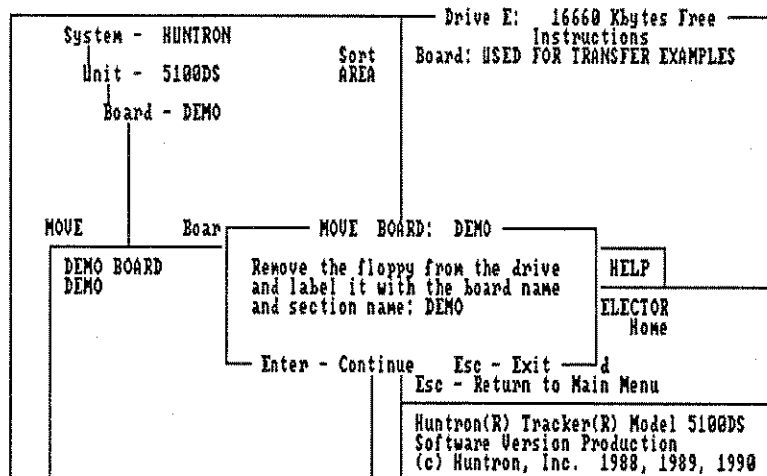 Drive E: 16660 Kbytes Free
System - HUNTRON
Instructions
Sort
Board: USED FOR TRANSFER EXAMPLES
Unit - 5100DS
AREA
Board - DEMO
MOVE Boar
MOVE BOARD: DEMO
DEMO BOARD
DEMO
Remove the floppy from the drive
and label it with the board name
and section name: DEMO
HELP
ELECTOR
Home
Enter - Continue Esc - Exit
d
Esc - Return to Main Menu
Huntron(R) Tracker(R) Model 5100DS
Software Version Production
(c) Huntron, Inc. 1988, 1989, 1990